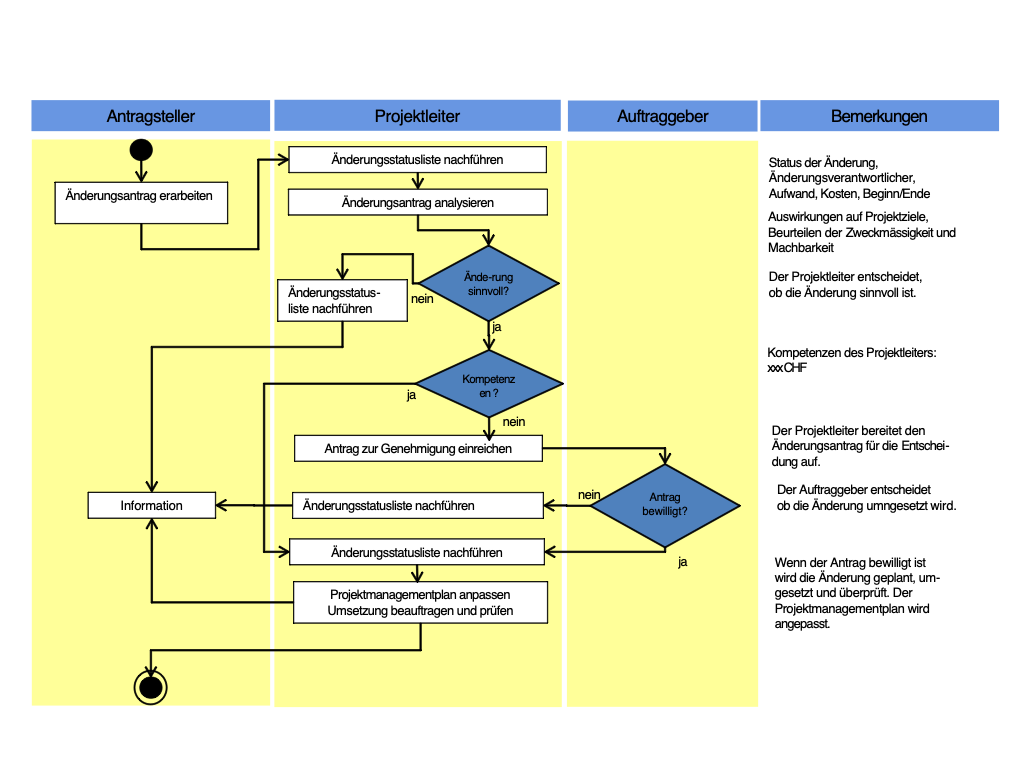 Antragsteller
Projektleiter
Auftraggeber
Bemerkungen
Änderungsantrag erarbeiten
Änderungsstatusliste nachführen
Änderungsantrag analysieren
Status der Änderung,
Änderungsverantwortlicher,
Aufwand, Kosten, Beginn/Ende
Auswirkungen auf Projektziele,
Beurteilen der Zweckmässigkeit und
Machbarkeit
Ände-rung
sinnvoll?
nein
ja
Änderungsstatus-
liste nachführen
Der Projektleiter entscheidet,
ob die Änderung sinnvoll ist.
Kompetenz
en ?
ja
nein
Kompetenzen des Projektleiters:
xxx CHF
Antrag zur Genehmigung einreichen
Der Projektleiter bereitet den
Änderungsantrag für die Entschei-
dung auf.
Information
Änderungsstatusliste nachführen
nein
Antrag
bewilligt?
ja
Der Auftraggeber entscheidet
ob die Änderung umngesetzt wird.
Änderungsstatusliste nachführen
Projektmanagementplan anpassen
Umsetzung beauftragen und prüfen
Wenn der Antrag bewilligt ist
wird die Änderung geplant, um-
gesetzt und überprüft. Der
Projektmanagementplan wird
angepasst.